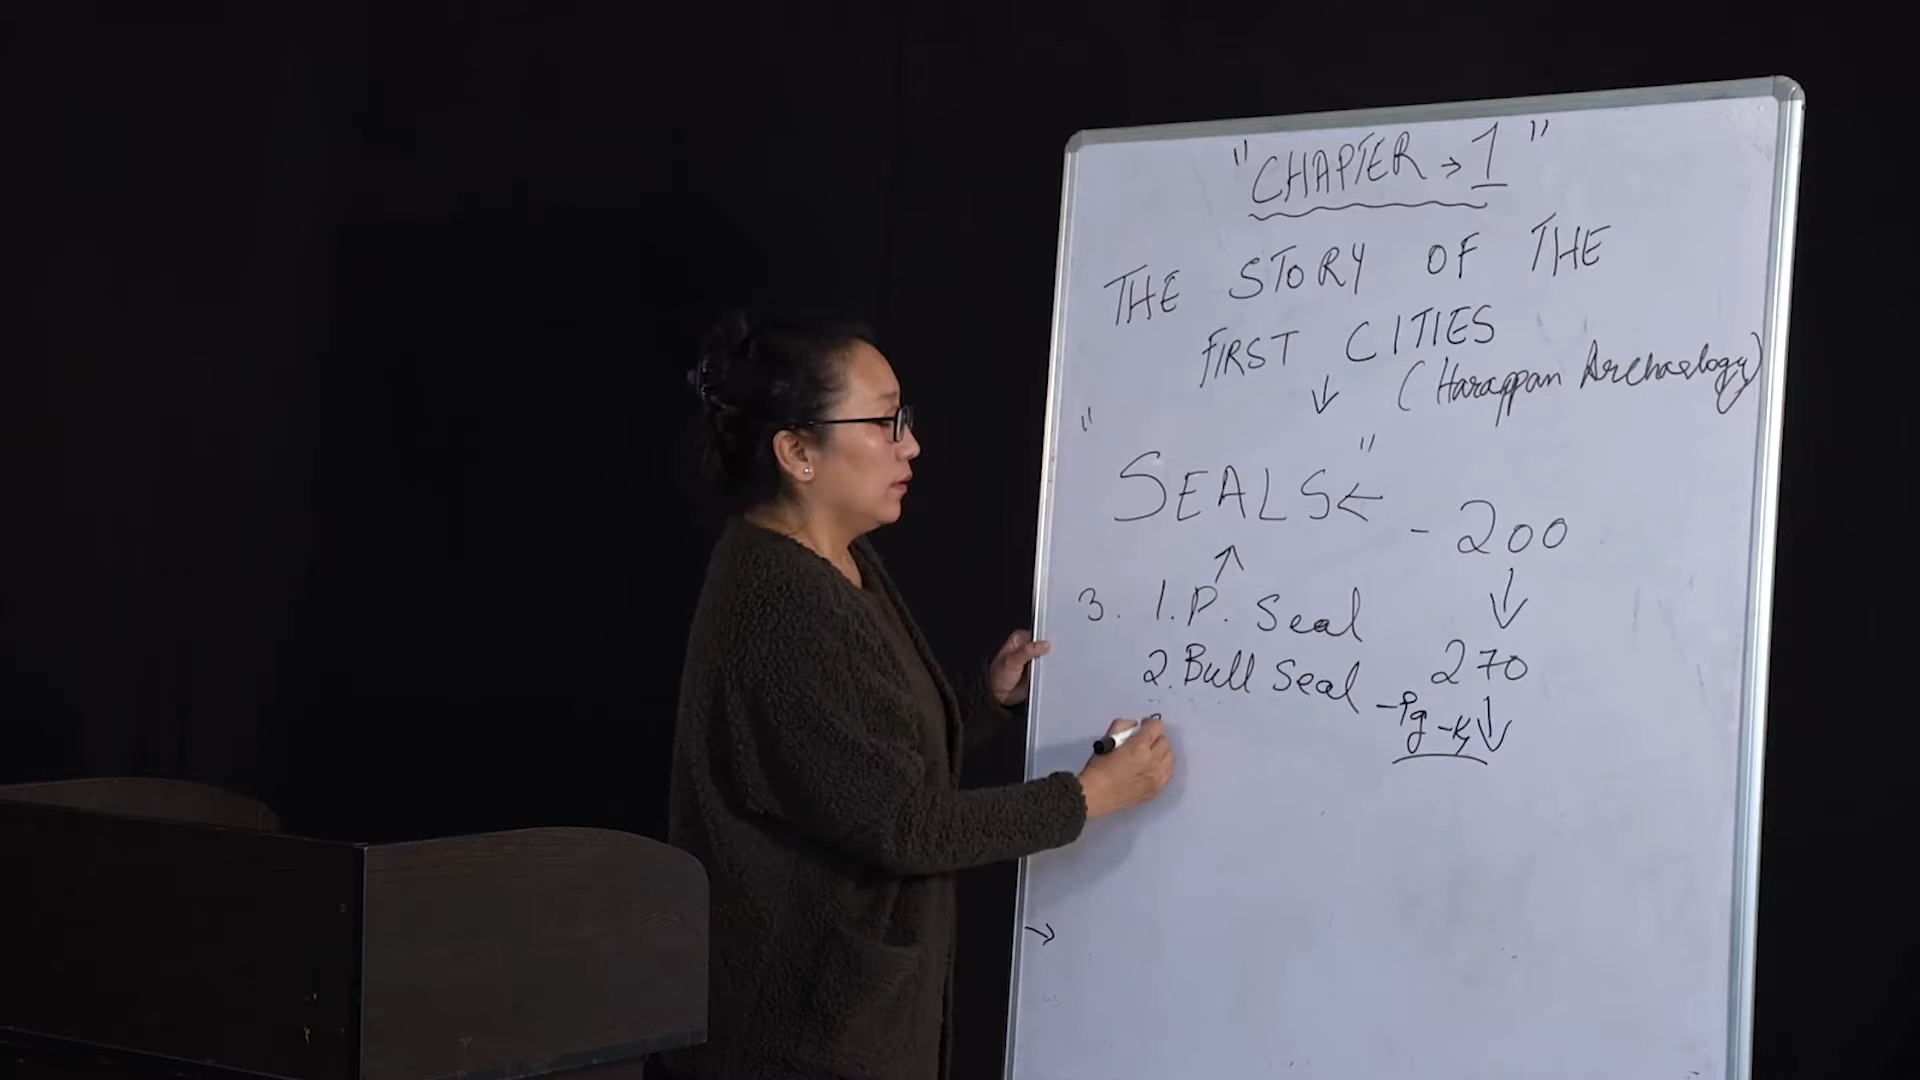 "CHAPTER → 1"
THE STORY OF THE
FIRST CITIES
↓ (Harappan Archaeology)
"SEALS" ← - 200
↑ ↓
3. 1. P. Seal
2. Bull Seal 270
-Pg ↓
→